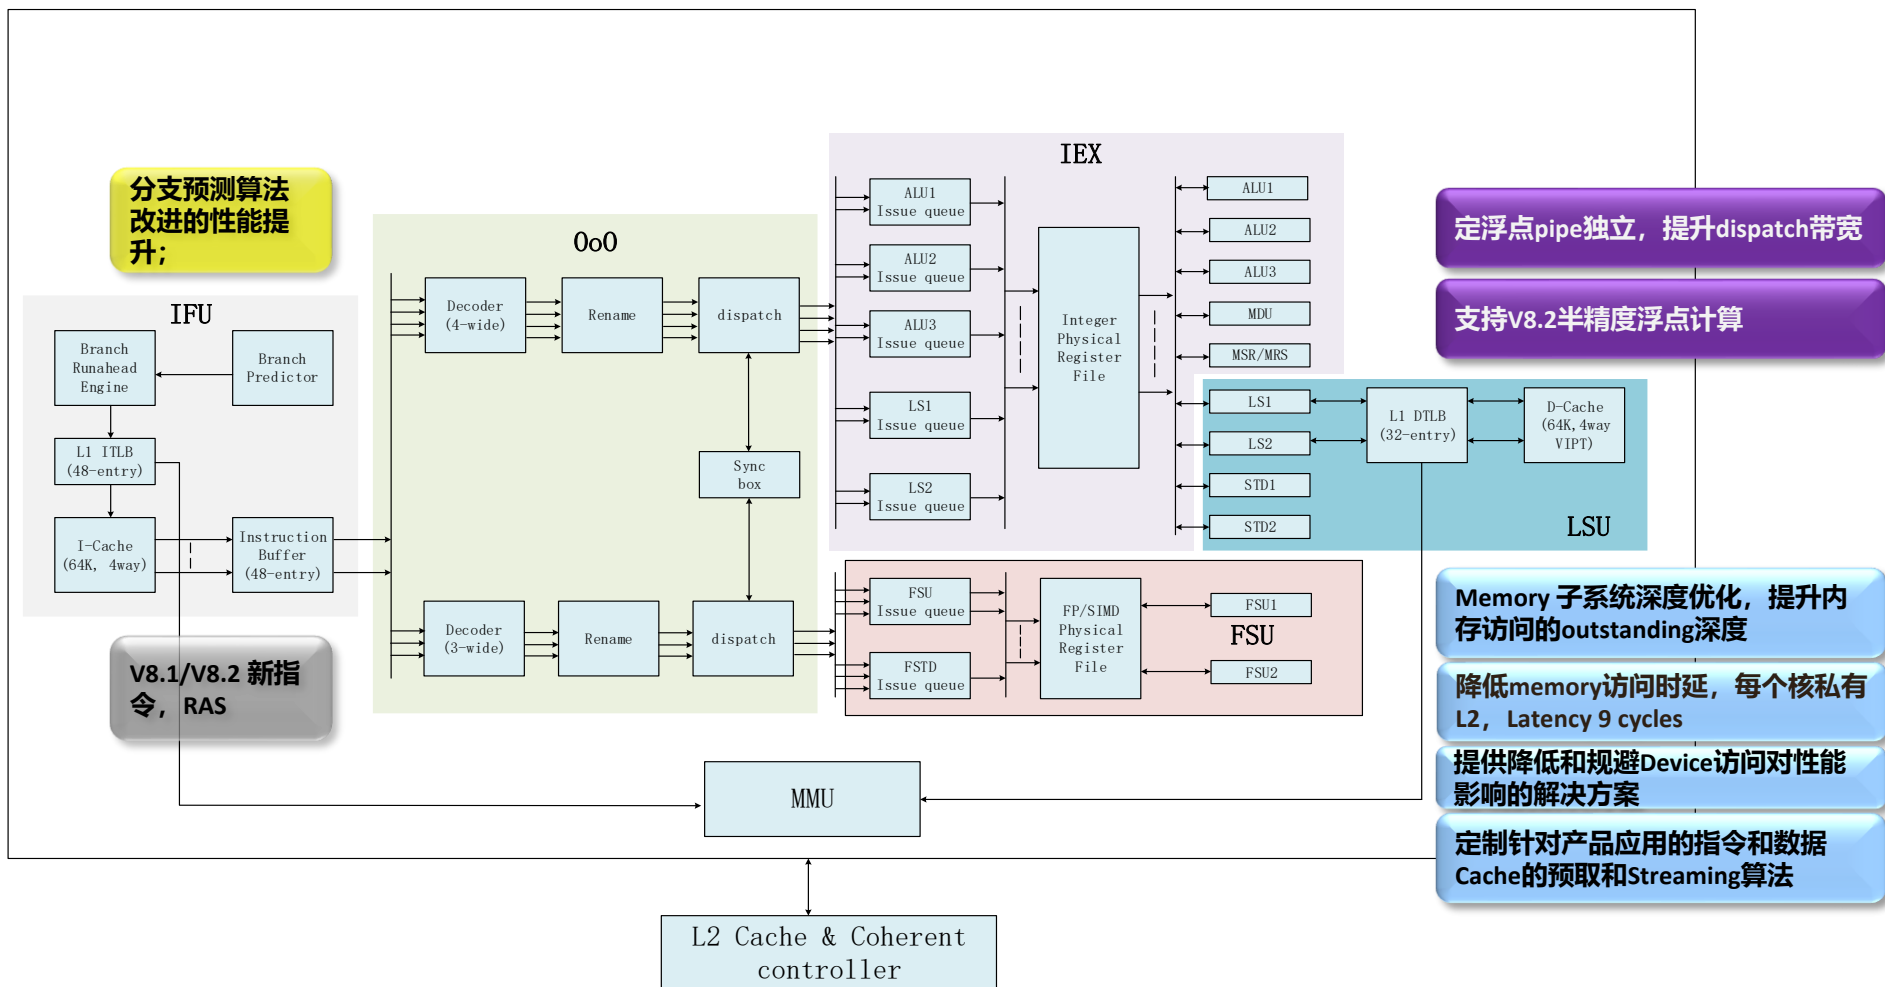 分支预测算法
改进的性能提
升；
IFU
Branch
Runahead
Engine
Branch
Predictor
L1 ITLB
(48-entry)
I-Cache
(64K, 4way)
Instruction
Buffer
(48-entry)
V8.1/V8.2 新指
令，RAS
OoO
Decoder
(4-wide)
Rename
dispatch
Sync
box
Decoder
(3-wide)
Rename
dispatch
IEX
ALU1
Issue queue
ALU2
Issue queue
ALU3
Issue queue
LS1
Issue queue
LS2
Issue queue
Integer
Physical
Register
File
ALU1
ALU2
ALU3
MDU
MSR/MRS
LS1
LS2
STD1
STD2
L1 DTLB
(32-entry)
D-Cache
(64K,4way
VIPT)
LSU
FSU
Issue queue
FSTD
Issue queue
FP/SIMD
Physical
Register
File
FSU1
FSU
FSU2
MMU
L2 Cache & Coherent
controller
定浮点pipe独立，提升dispatch带宽
支持V8.2半精度浮点计算
Memory 子系统深度优化，提升内
存访问的outstanding深度
降低memory访问时延，每个核私有
L2，Latency 9 cycles
提供降低和规避Device访问对性能
影响的解决方案
定制针对产品应用的指令和数据
Cache的预取和Streaming算法